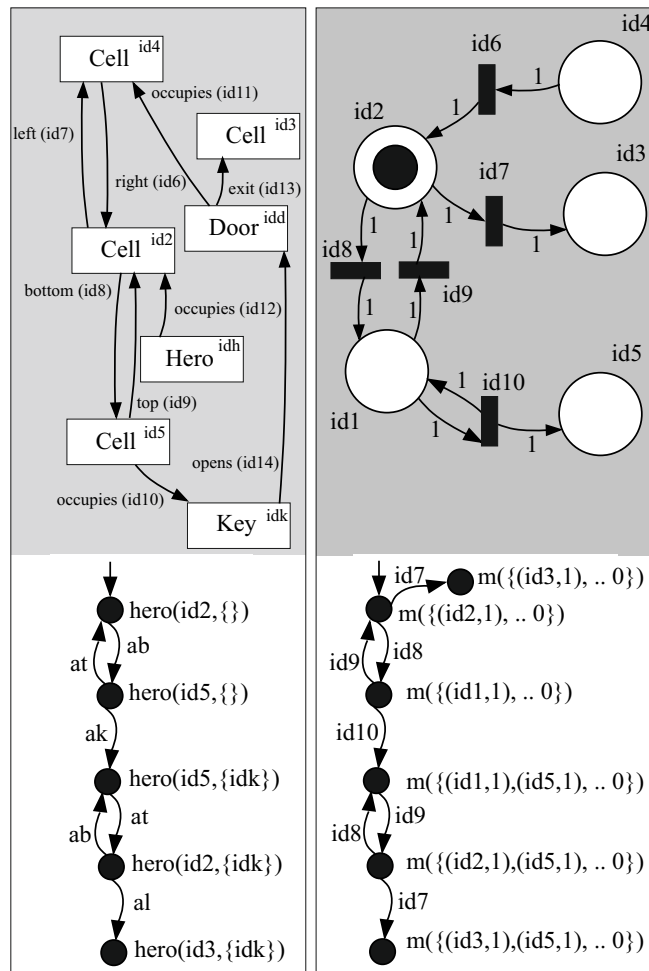 Cell id4
occupies (id11)
Cell id3
left (id7)
right (id6)
exit (id13)
Door idd
Cell id2
bottom (id8)
occupies (id12)
Hero idh
top (id9)
Cell id5
opens (id14)
occupies (id10)
Key idk
id4
id6
1
1
id2
id3
id7
1
1
id8
1
1
1
1
id9
id5
id10
1
id1
1
1
hero(id2,{})
at
ab
hero(id5,{})
ak
hero(id5,{idk})
ab
at
hero(id2,{idk})
al
hero(id3,{idk})
id7
m({(id3,1), .. 0})
m({(id2,1), .. 0})
id9
id8
m({(id1,1), .. 0})
id10
m({(id1,1),(id5,1), .. 0})
id8
id9
m({(id2,1),(id5,1), .. 0})
id7
m({(id3,1),(id5,1), .. 0})